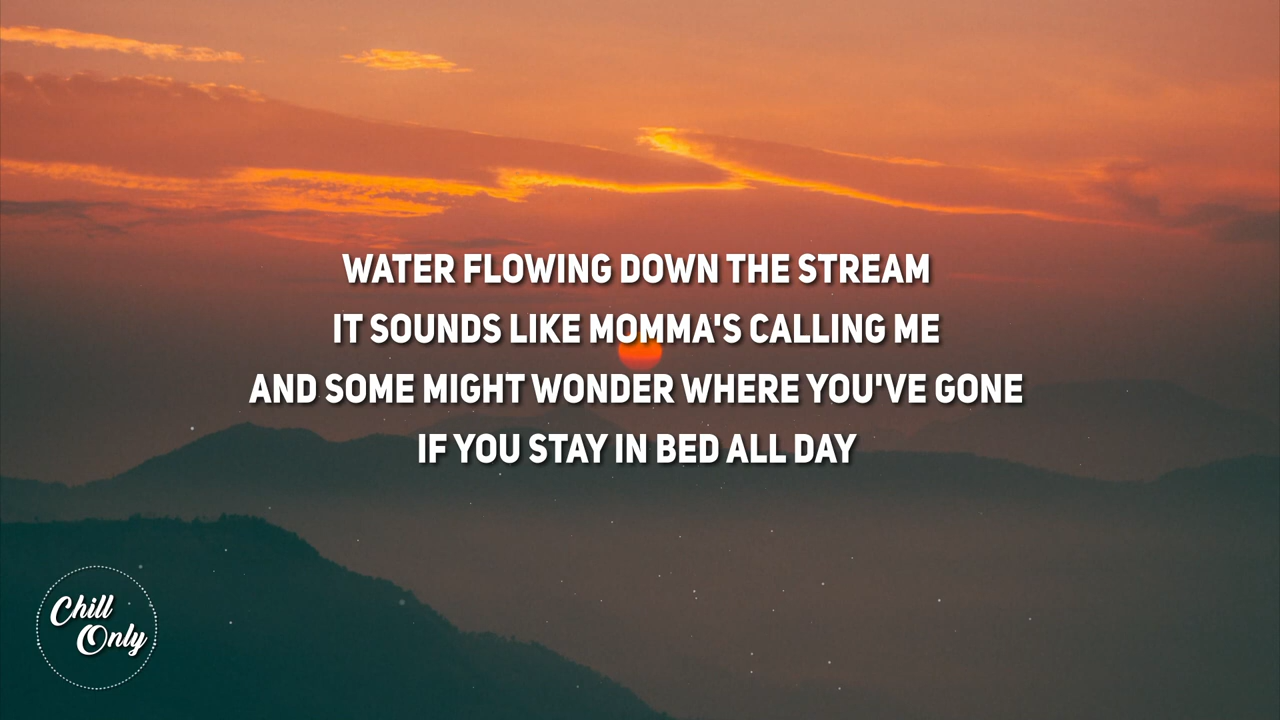 WATER FLOWING DOWN THE STREAM
IT SOUNDS LIKE MOMMA'S CALLING ME
AND SOME MIGHT WONDER WHERE YOU'VE GONE
IF YOU STAY IN BED ALL DAY
Chill
Only